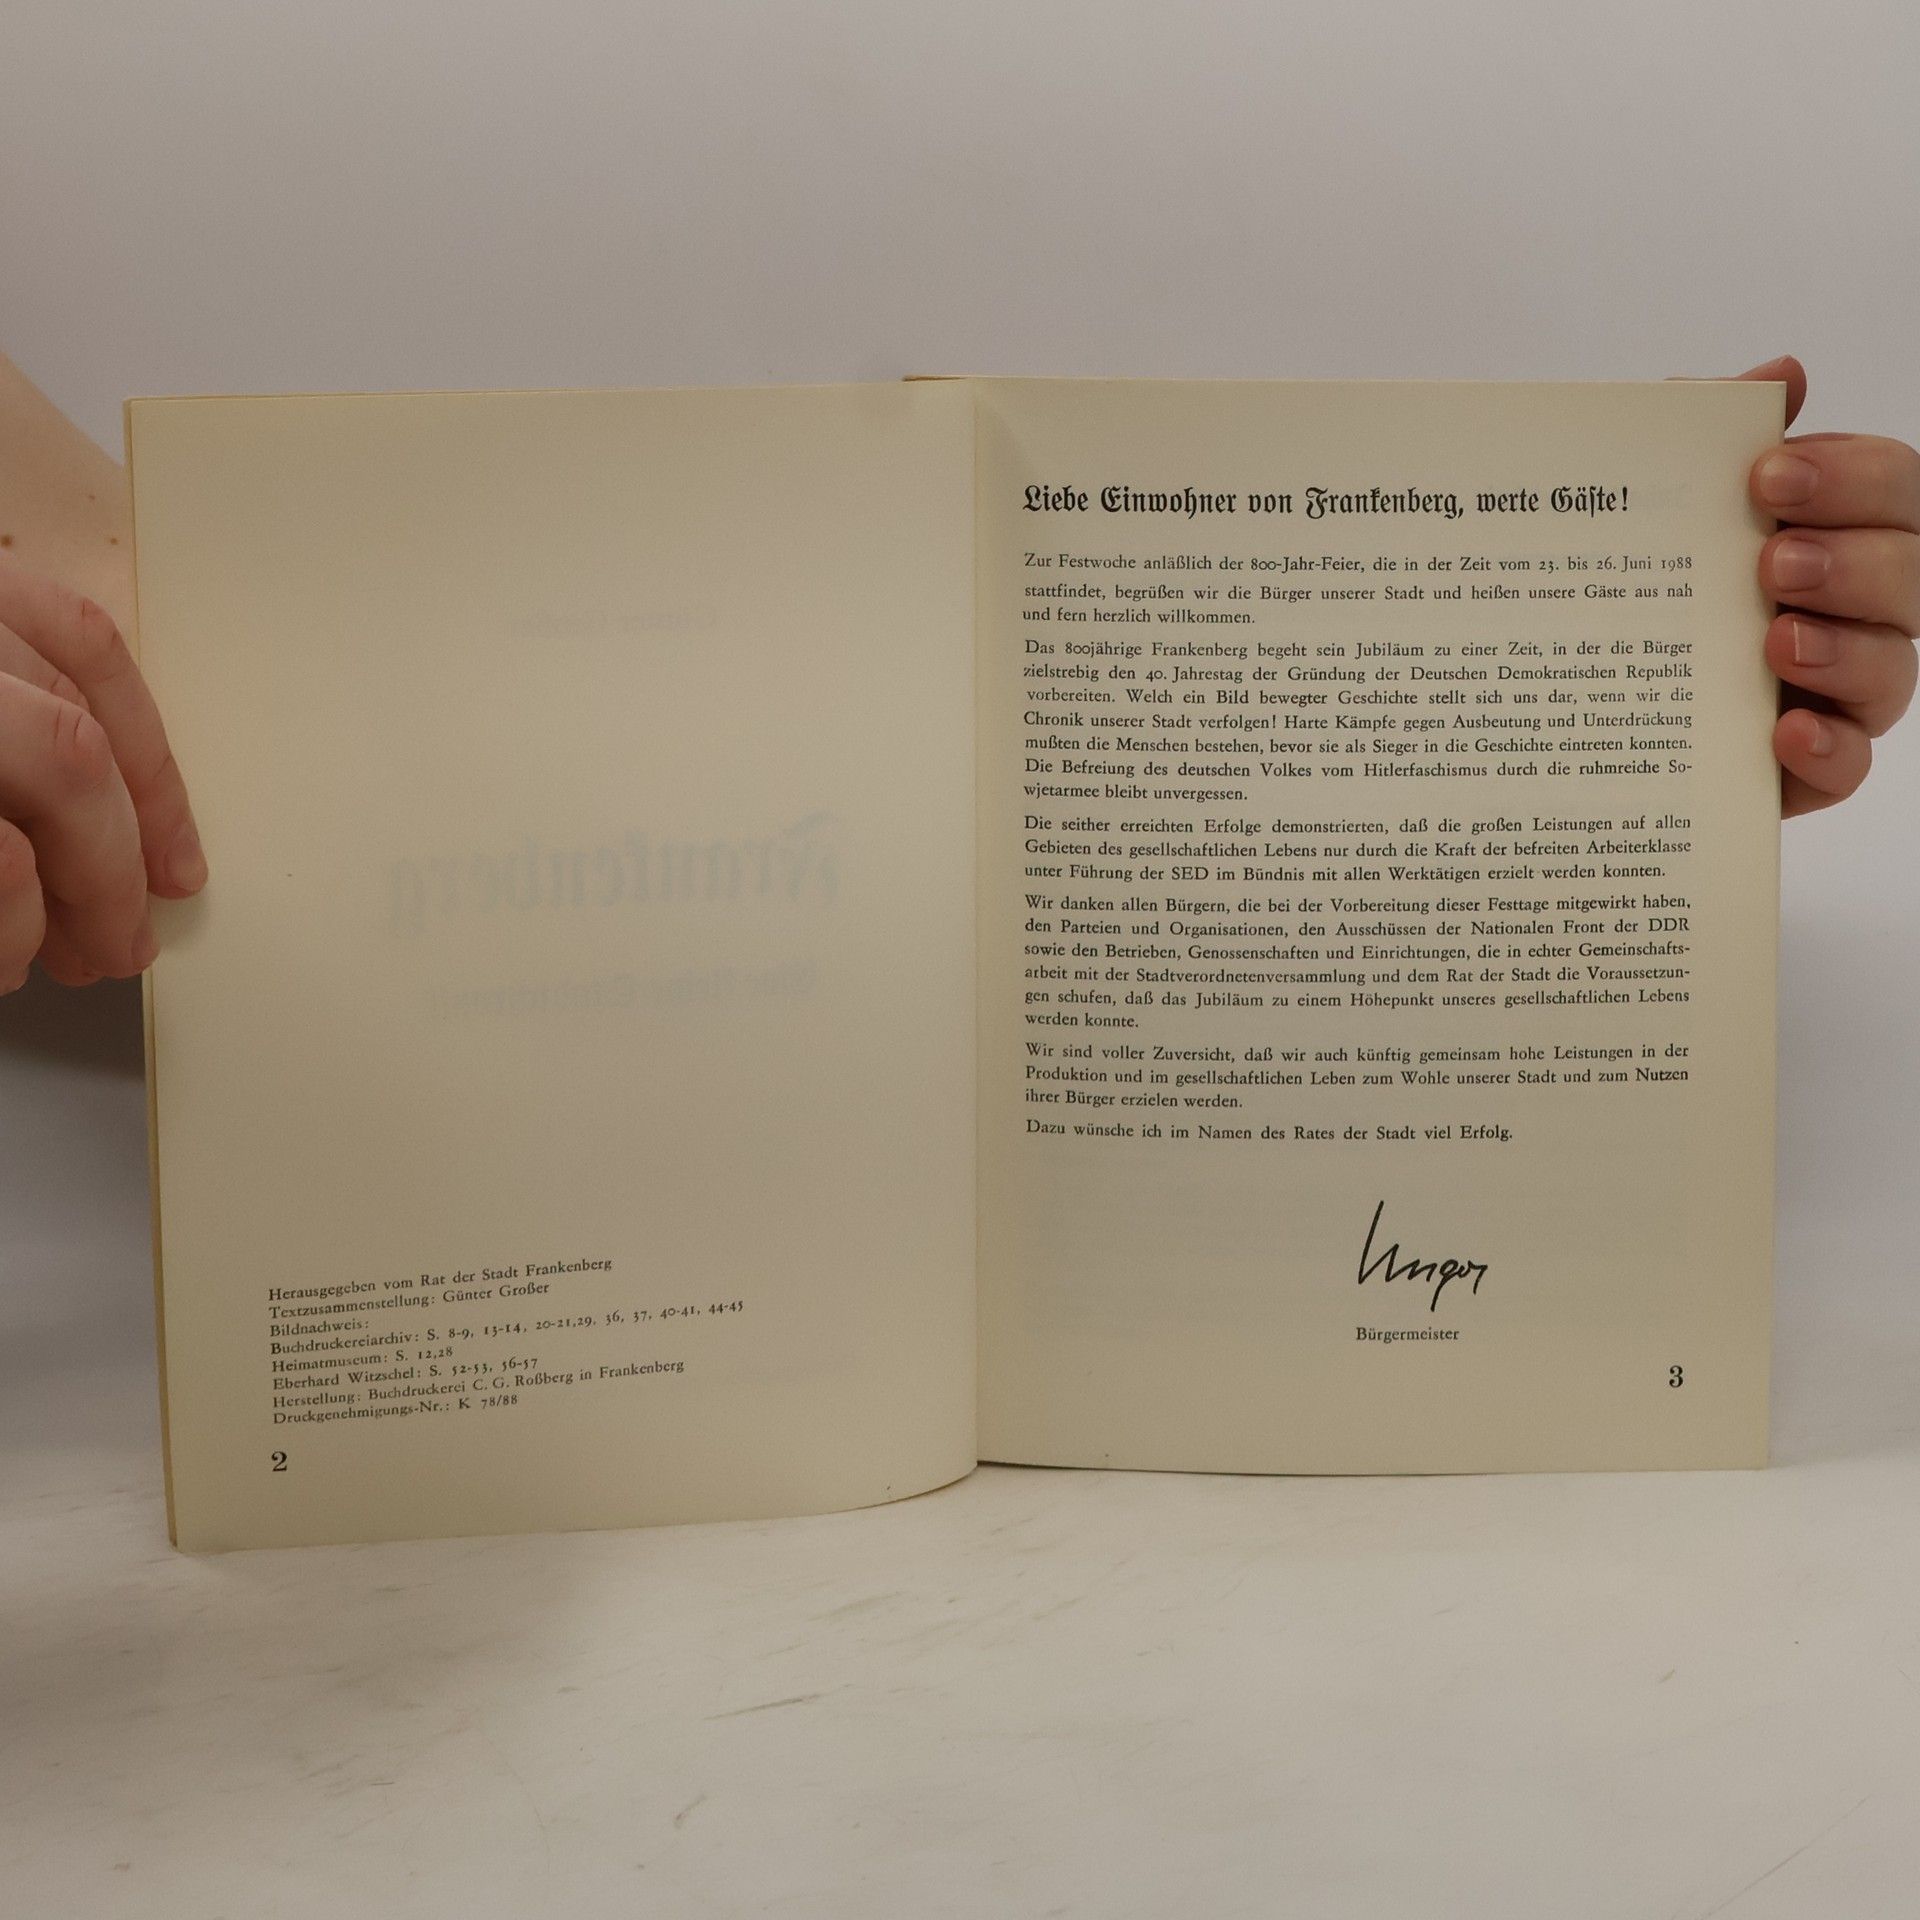 Herausgegeben vom Rat der Stadt Frankenberg
Textzusammenstellung: Günter Großer
Bildnachweis:
Buchdruckereiarchiv: S. 8-9, 13-14, 20-21,29, 36, 37, 40-41, 44-45
Heimatmuseum: S. 12,28
Eberhard Witzschel: S. 52-53, 56-57
Herstellung: Buchdruckerei C. G. Roßberg in Frankenberg
Druckgenehmigungs-Nr.: K 78/88
2
Liebe Einwohner von Frankenberg, werte Gäste!
Zur Festwoche anläßlich der 800-Jahr-Feier, die in der Zeit vom 23. bis 26. Juni 1988
stattfindet, begrüßen wir die Bürger unserer Stadt und heißen unsere Gäste aus nah
und fern herzlich willkommen.
Das 800jährige Frankenberg begeht sein Jubiläum zu einer Zeit, in der die Bürger
zielstrebig den 40. Jahrestag der Gründung der Deutschen Demokratischen Republik
vorbereiten. Welch ein Bild bewegter Geschichte stellt sich uns dar, wenn wir die
Chronik unserer Stadt verfolgen! Harte Kämpfe gegen Ausbeutung und Unterdrückung
mußten die Menschen bestehen, bevor sie als Sieger in die Geschichte eintreten konnten.
Die Befreiung des deutschen Volkes vom Hitlerfaschismus durch die ruhmreiche So-
wjetarmee bleibt unvergessen.
Die seither erreichten Erfolge demonstrierten, daß die großen Leistungen auf allen
Gebieten des gesellschaftlichen Lebens nur durch die Kraft der befreiten Arbeiterklasse
unter Führung der SED im Bündnis mit allen Werktätigen erzielt werden konnten.
Wir danken allen Bürgern, die bei der Vorbereitung dieser Festtage mitgewirkt haben,
den Parteien und Organisationen, den Ausschüssen der Nationalen Front der DDR
sowie den Betrieben, Genossenschaften und Einrichtungen, die in echter Gemeinschafts-
arbeit mit der Stadtverordnetenversammlung und dem Rat der Stadt die Voraussetzun-
gen schufen, daß das Jubiläum zu einem Höhepunkt unseres gesellschaftlichen Lebens
werden konnte.
Wir sind voller Zuversicht, daß wir auch künftig gemeinsam hohe Leistungen in der
Produktion und im gesellschaftlichen Leben zum Wohle unserer Stadt und zum Nutzen
ihrer Bürger erzielen werden.
Dazu wünsche ich im Namen des Rates der Stadt viel Erfolg.
Bürgermeister
3